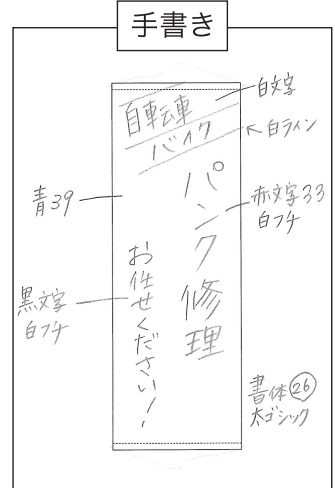 手書き
自転車
バイク
パンク修理
お任せください!
白文字
白ライン
青39
赤文字33
白フチ
黒文字
白フチ
書体26
太ゴシック